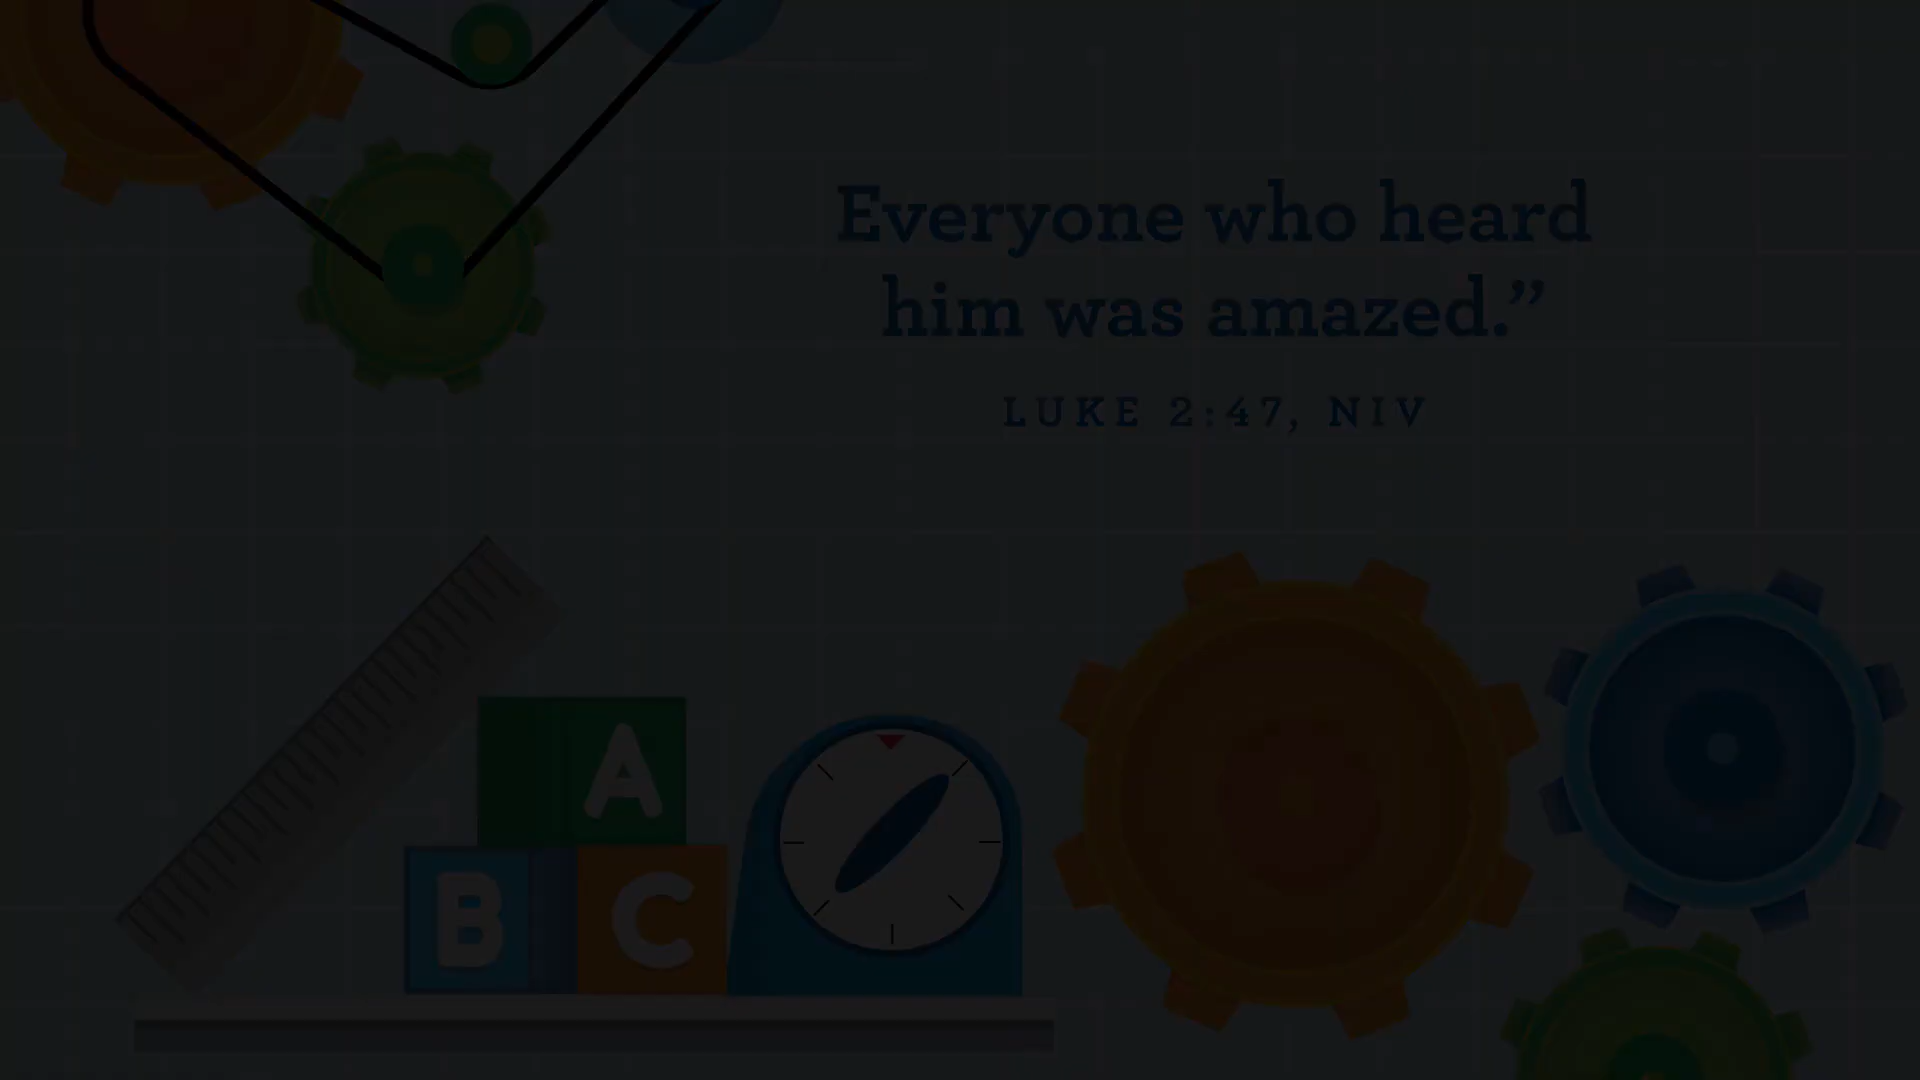 Everyone who heard
him was amazed.”
LUKE 2:47, NIV
A
B C